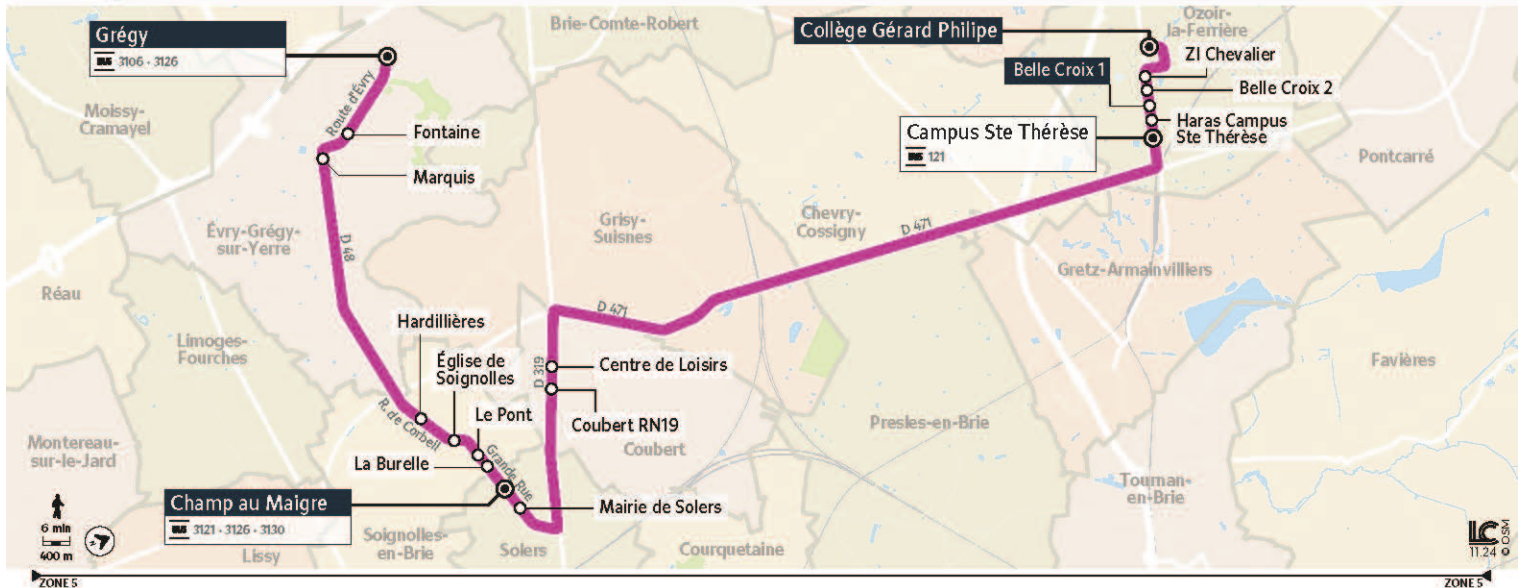 Grégy
BUS 3106 · 3126
Brie-Comte-Robert
Collège Gérard Philipe
Ozoir-
la-Ferrière
ZI Chevalier
Belle Croix 1
Belle Croix 2
Moissy-
Cramayel
Route d'Évry
Fontaine
Marquis
Campus Ste Thérèse
BUS 121
Haras Campus
Ste Thérèse
Pontcarré
Évry-Grégy-
sur-Yerre
D 48
Grisy-
Suisnes
Chevry-
Cossigny
D 471
Gretz-Armainvilliers
Réau
D 471
Limoges-
Fourches
Hardillières
Église de
Soignolles
Le Pont
R. de Corbeil
Grande Rue
La Burelle
D 319
Centre de Loisirs
Coubert RN19
Coubert
Favières
Presles-en-Brie
Montereau-
sur-le-Jard
Tournan-
en-Brie
Champ au Maigre
BUS 3121 · 3126 · 3130
Mairie de Solers
6 min
400 m
Lissy
Soignolles-
en-Brie
Solers
Courquetaine
LC
11.24 © OSM
ZONE 5
ZONE 5